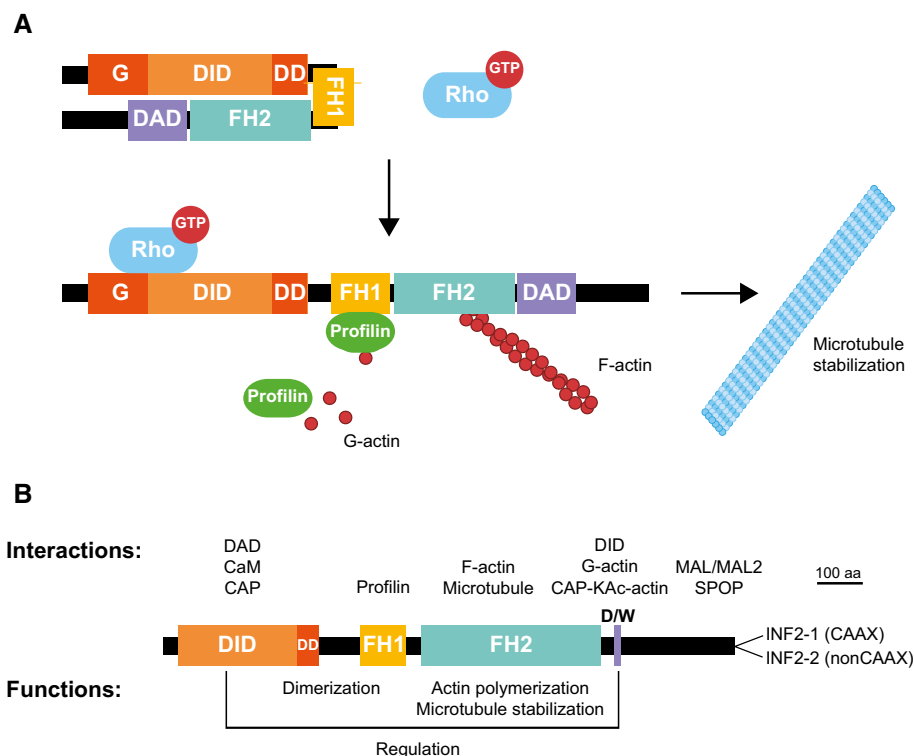 A
G DID DD
FH1
DAD FH2
Rho GTP
Rho GTP
G DID DD FH1 FH2 DAD
Profilin
Profilin
G-actin
F-actin
Microtubule
stabilization
B
Interactions:
DAD
CaM
CAP
Profilin
F-actin
Microtubule
DID
G-actin
CAP-KAc-actin
MAL/MAL2
SPOP
100 aa
D/W
DID DD FH1 FH2
INF2-1 (CAAX)
INF2-2 (nonCAAX)
Functions:
Dimerization
Actin polymerization
Microtubule stabilization
Regulation